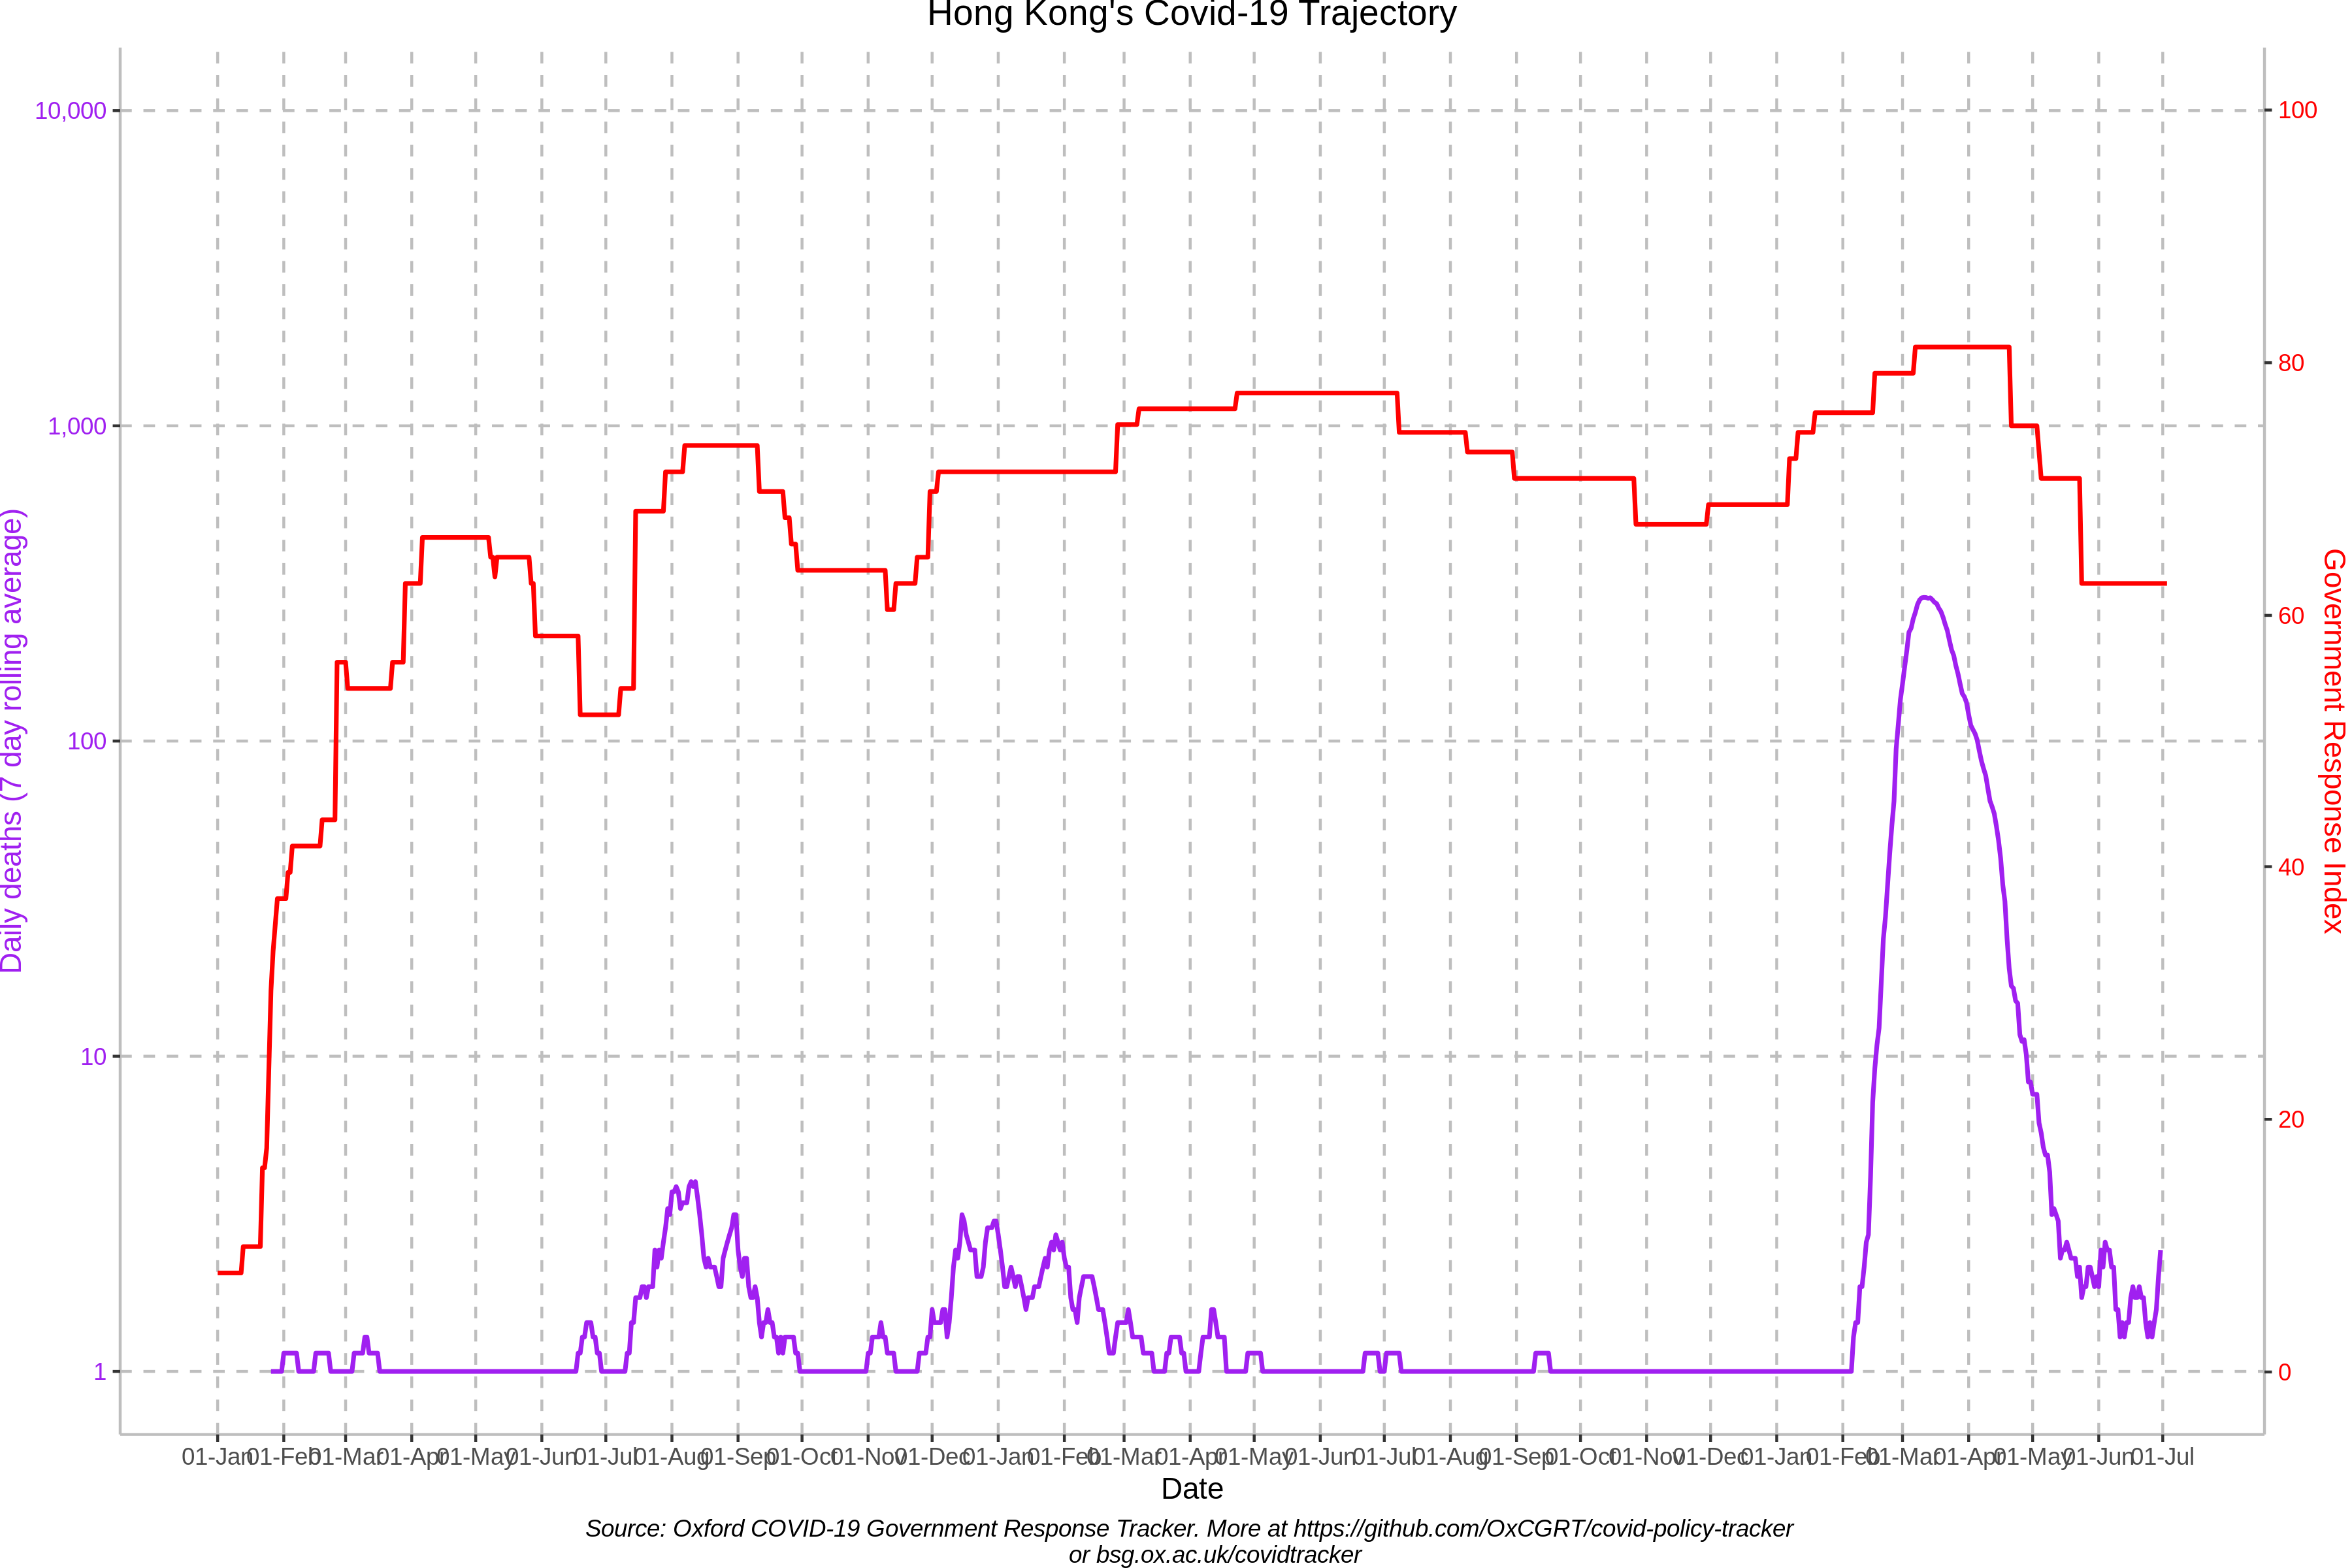 Hong Kong's Covid-19 Trajectory
10,000
1,000
100
10
1
Daily deaths (7 day rolling average)
100
80
60
40
20
0
Government Response Index
01-Jan 01-Feb 01-Mar 01-Apr 01-May 01-Jun 01-Jul 01-Aug 01-Sep 01-Oct 01-Nov 01-Dec 01-Jan 01-Feb 01-Mar 01-Apr 01-May 01-Jun 01-Jul 01-Aug 01-Sep 01-Oct 01-Nov 01-Dec 01-Jan 01-Feb 01-Mar 01-Apr 01-May 01-Jun 01-Jul
Date
Source: Oxford COVID-19 Government Response Tracker. More at https://github.com/OxCGRT/covid-policy-tracker
or bsg.ox.ac.uk/covidtracker